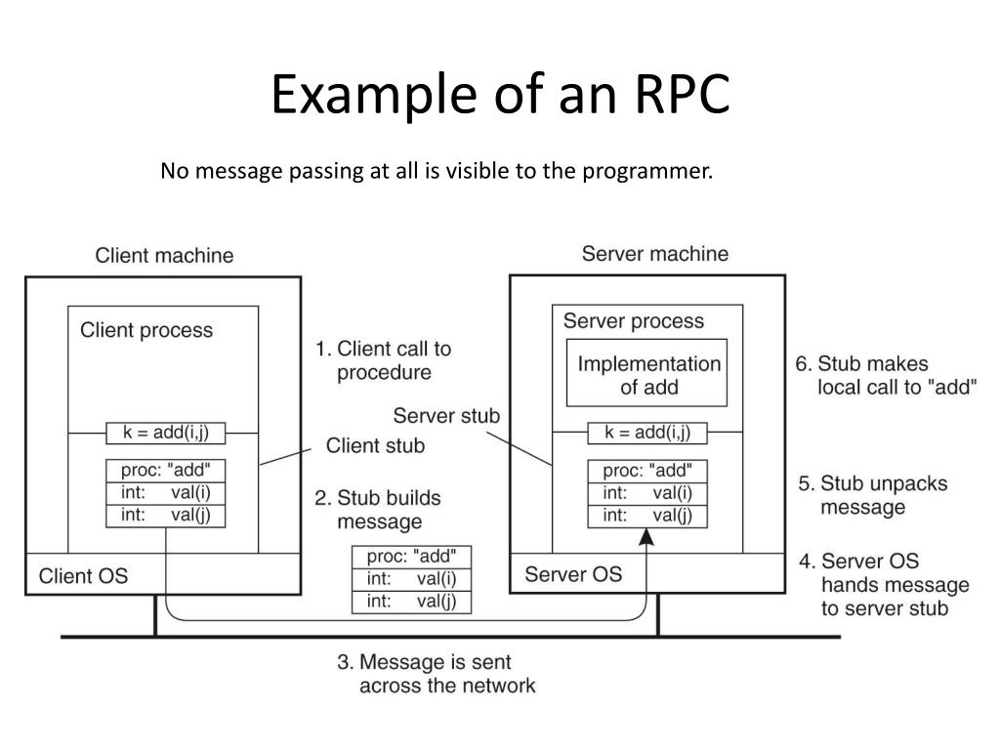 Example of an RPC
No message passing at all is visible to the programmer.
Client machine
Client process
k = add(i,j)
proc: "add"
int: val(i)
int: val(j)
Client OS
1. Client call to
procedure
Server stub
Client stub
2. Stub builds
message
proc: "add"
int: val(i)
int: val(j)
3. Message is sent
across the network
Server machine
Server process
Implementation
of add
k = add(i,j)
proc: "add"
int: val(i)
int: val(j)
Server OS
6. Stub makes
local call to "add"
5. Stub unpacks
message
4. Server OS
hands message
to server stub